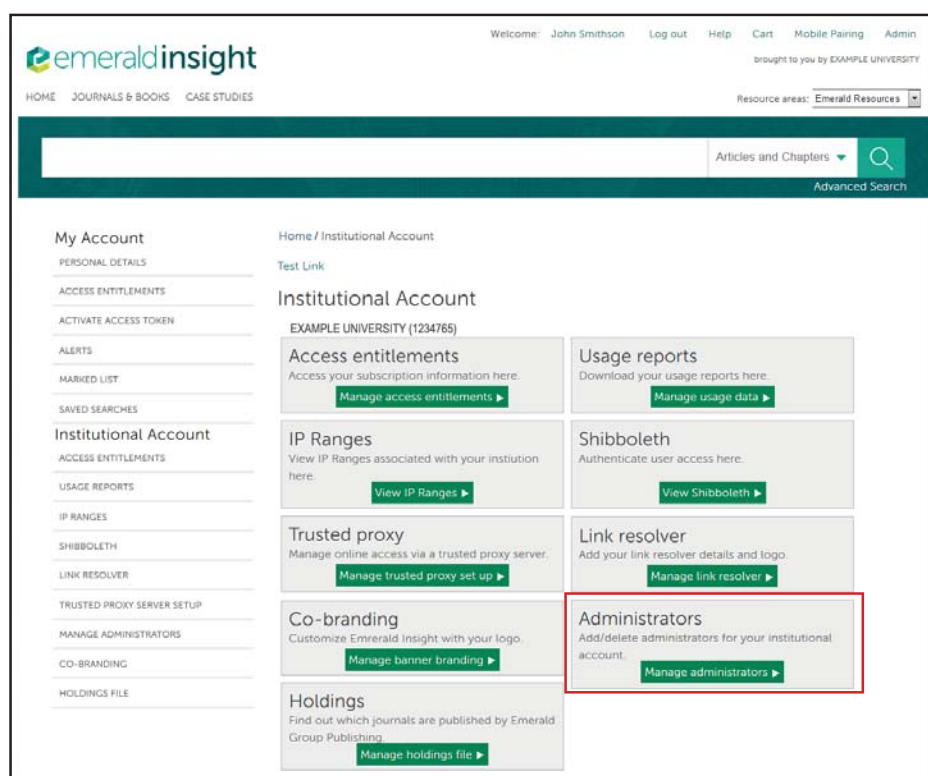 Welcome: John Smithson Log out Help Cart Mobile Pairing Admin
emeraldinsight
brought to you by EXAMPLE UNIVERSITY
HOME JOURNALS & BOOKS CASE STUDIES
Resource areas: Emerald Resources
Articles and Chapters
Advanced Search
My Account
PERSONAL DETAILS
ACCESS ENTITLEMENTS
ACTIVATE ACCESS TOKEN
ALERTS
MARKED LIST
SAVED SEARCHES
Institutional Account
ACCESS ENTITLEMENTS
USAGE REPORTS
IP RANGES
SHIBBOLETH
LINK RESOLVER
TRUSTED PROXY SERVER SETUP
MANAGE ADMINISTRATORS
CO-BRANDING
HOLDINGS FILE
Home / Institutional Account
Test Link
Institutional Account
EXAMPLE UNIVERSITY (1234765)
Access entitlements
Access your subscription information here.
Manage access entitlements ▶
Usage reports
Download your usage reports here.
Manage usage data ▶
IP Ranges
View IP Ranges associated with your instiution
here.
View IP Ranges ▶
Shibboleth
Authenticate user access here.
View Shibboleth ▶
Trusted proxy
Manage online access via a trusted proxy server.
Manage trusted proxy set up ▶
Link resolver
Add your link resolver details and logo.
Manage link resolver ▶
Co-branding
Customize Emrerald Insight with your logo.
Manage banner branding ▶
Administrators
Add/delete administrators for your institutional
account.
Manage administrators ▶
Holdings
Find out which journals are published by Emerald
Group Publishing.
Manage holdings file ▶